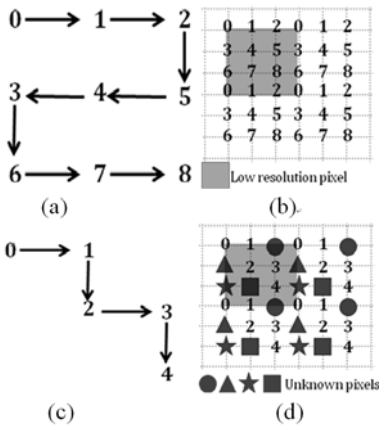 0 1 2
3 4 5
6 7 8
(a)
0 1 2 0 1 2
3 4 5 3 4 5
6 7 8 6 7 8
0 1 2 0 1 2
3 4 5 3 4 5
6 7 8 6 7 8
Low resolution pixel
(b)
0 1
2 3
4
(c)
0 1 0 1
2 3 2 3
4 4
0 1 0 1
2 3 2 3
4 4
Unknown pixels
(d)